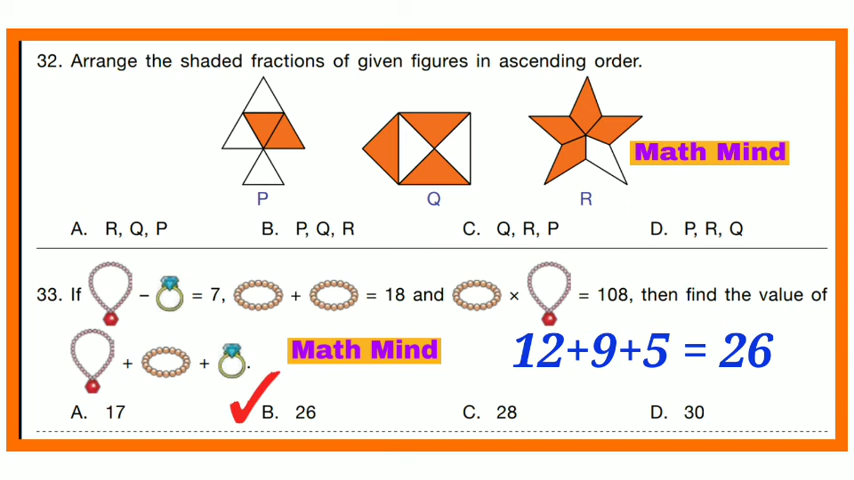 32. Arrange the shaded fractions of given figures in ascending order.
Math Mind
P Q R
A. R, Q, P B. P, Q, R C. Q, R, P D. P, R, Q
33. If − = 7, + = 18 and × = 108, then find the value of
+ + .
Math Mind
12+9+5 = 26
A. 17 B. 26 C. 28 D. 30